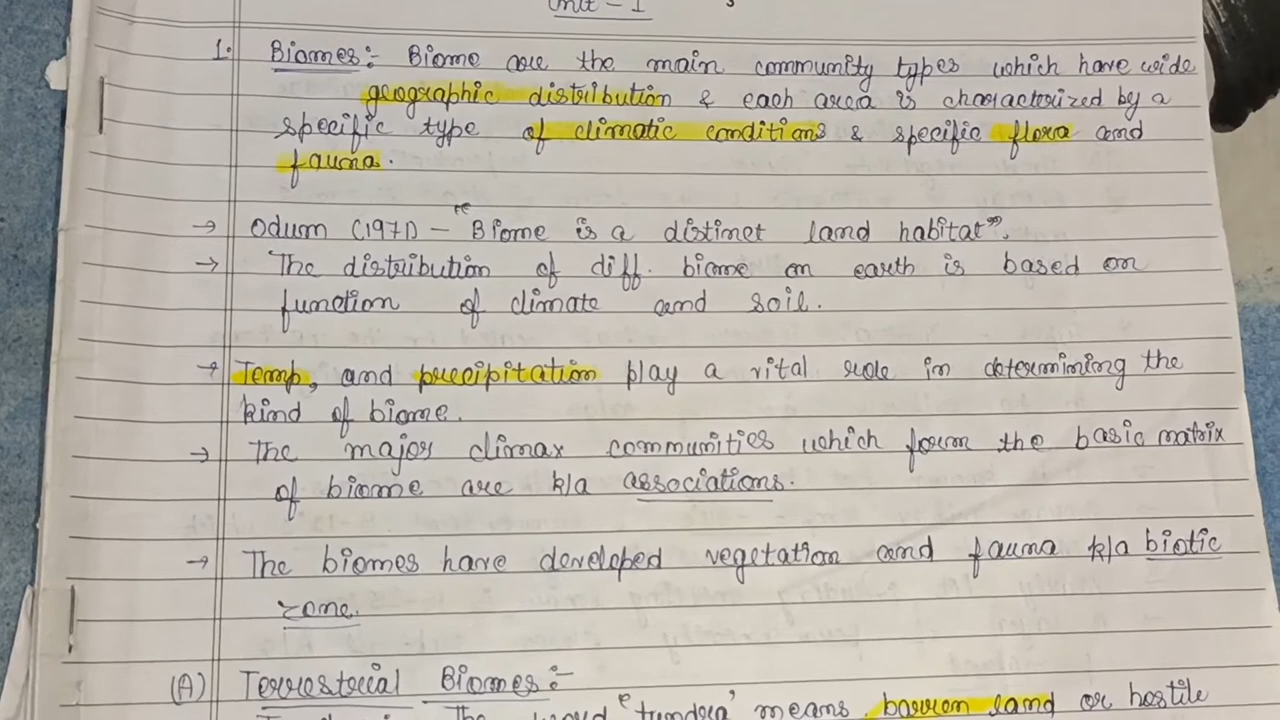 Unit - I
1. Biomes:- Biome are the main community types which have wide
geographic distribution & each area is characterized by a
specific type of climatic conditions & specific flora and
fauna.
→ Odum (1971) - "Biome is a distinct land habitat".
→ The distribution of diff. biome on earth is based on
function of climate and soil.
→ Temp, and precipitation play a vital role in determining the
kind of biome.
→ The major climax communities which form the basic matrix
of biome are k/a associations.
→ The biomes have developed vegetation and fauna k/a biotic
zone.
(A) Terrestrial Biomes:-
The word 'tundra' means barren land or hostile